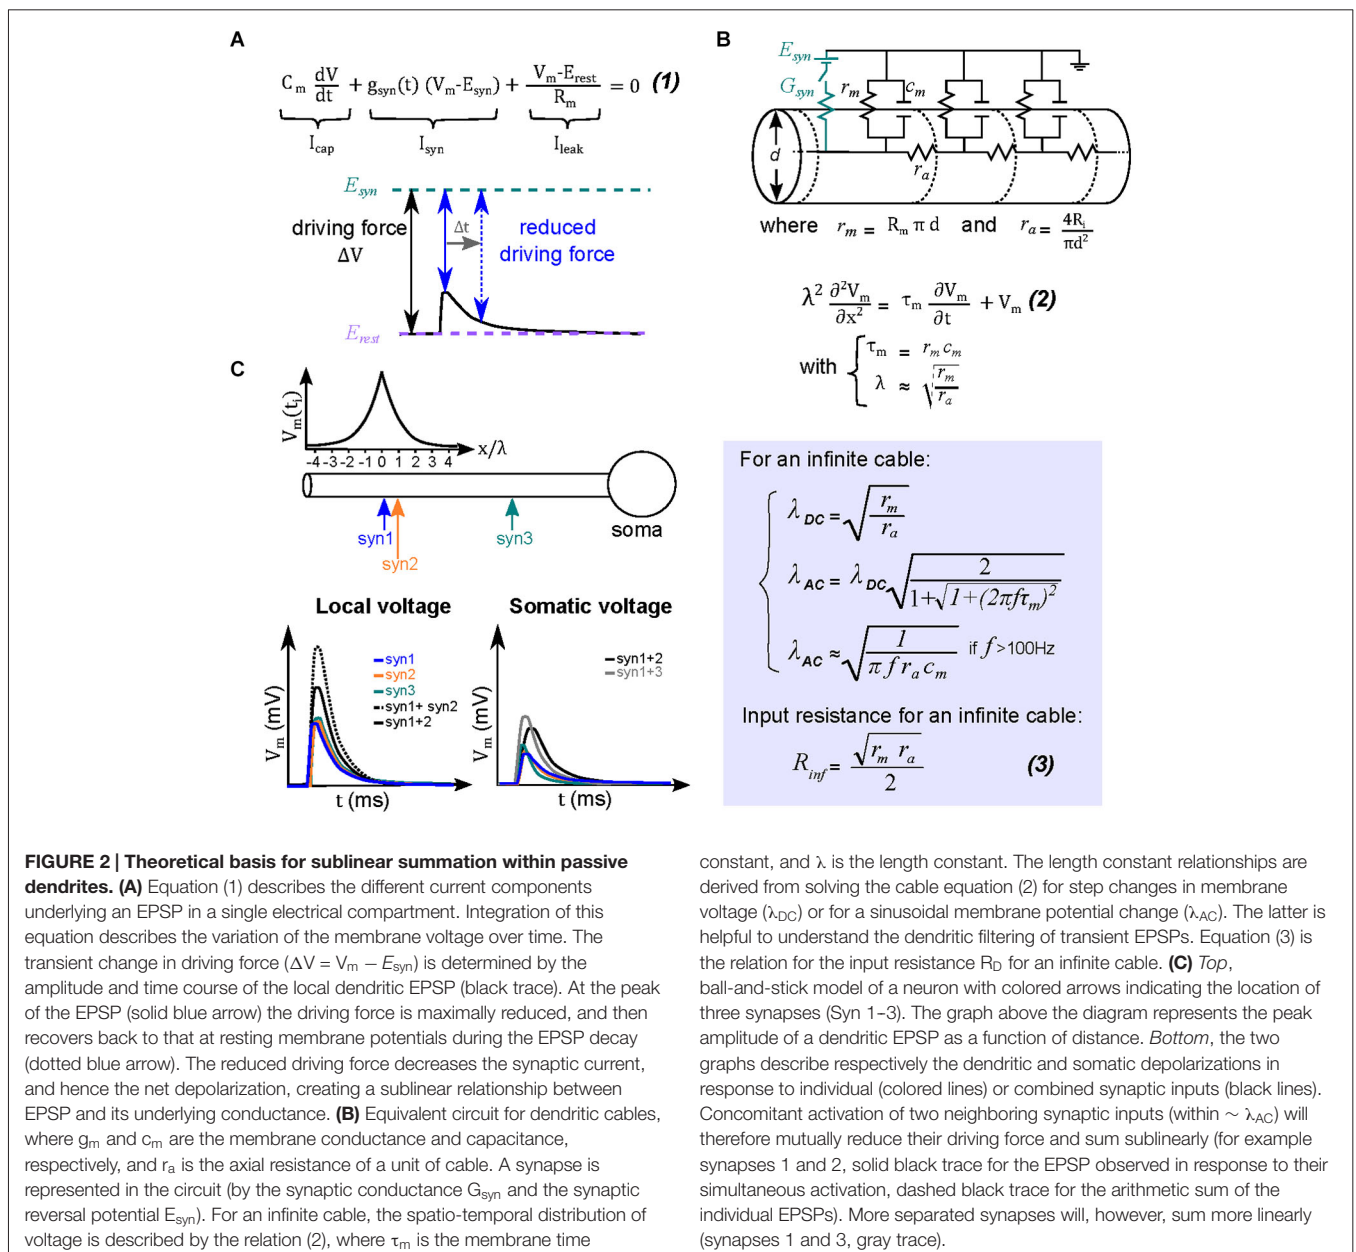 A
C_m dV/dt + g_syn(t) (V_m-E_syn) + (V_m-E_rest)/R_m = 0 (1)
I_cap I_syn I_leak
E_syn
driving force
ΔV
Δt
reduced
driving force
E_rest
B
E_syn
G_syn r_m c_m
d
r_a
where r_m = R_m π d and r_a = 4R_i/πd²
λ² ∂²V_m/∂x² = τ_m ∂V_m/∂t + V_m (2)
with { τ_m = r_m c_m
λ ≈ √(r_m/r_a)
For an infinite cable:
λ_DC = √(r_m/r_a)
λ_AC = λ_DC √(2/(1+√(1+(2πfτ_m)²)))
λ_AC ≈ √(1/(π f r_a c_m)) if f >100Hz
Input resistance for an infinite cable:
R_inf = √(r_m r_a)/2 (3)
C
V_m(t_i)
-4 -3 -2 -1 0 1 2 3 4 x/λ
soma
syn1 syn3
syn2
Local voltage
V_m (mV)
syn1
syn2
syn3
syn1+ syn2
syn1+2
t (ms)
Somatic voltage
V_m (mV)
syn1+2
syn1+3
t (ms)
FIGURE 2 | Theoretical basis for sublinear summation within passive
dendrites. (A) Equation (1) describes the different current components
underlying an EPSP in a single electrical compartment. Integration of this
equation describes the variation of the membrane voltage over time. The
transient change in driving force (ΔV = V_m − E_syn) is determined by the
amplitude and time course of the local dendritic EPSP (black trace). At the peak
of the EPSP (solid blue arrow) the driving force is maximally reduced, and then
recovers back to that at resting membrane potentials during the EPSP decay
(dotted blue arrow). The reduced driving force decreases the synaptic current,
and hence the net depolarization, creating a sublinear relationship between
EPSP and its underlying conductance. (B) Equivalent circuit for dendritic cables,
where g_m and c_m are the membrane conductance and capacitance,
respectively, and r_a is the axial resistance of a unit of cable. A synapse is
represented in the circuit (by the synaptic conductance G_syn and the synaptic
reversal potential E_syn). For an infinite cable, the spatio-temporal distribution of
voltage is described by the relation (2), where τ_m is the membrane time
constant, and λ is the length constant. The length constant relationships are
derived from solving the cable equation (2) for step changes in membrane
voltage (λ_DC) or for a sinusoidal membrane potential change (λ_AC). The latter is
helpful to understand the dendritic filtering of transient EPSPs. Equation (3) is
the relation for the input resistance R_D for an infinite cable. (C) Top,
ball-and-stick model of a neuron with colored arrows indicating the location of
three synapses (Syn 1–3). The graph above the diagram represents the peak
amplitude of a dendritic EPSP as a function of distance. Bottom, the two
graphs describe respectively the dendritic and somatic depolarizations in
response to individual (colored lines) or combined synaptic inputs (black lines).
Concomitant activation of two neighboring synaptic inputs (within ∼ λ_AC) will
therefore mutually reduce their driving force and sum sublinearly (for example
synapses 1 and 2, solid black trace for the EPSP observed in response to their
simultaneous activation, dashed black trace for the arithmetic sum of the
individual EPSPs). More separated synapses will, however, sum more linearly
(synapses 1 and 3, gray trace).